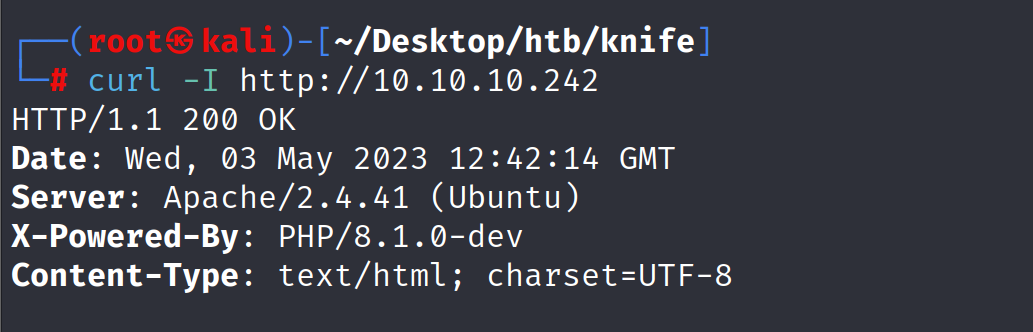 ┌──(root㉿kali)-[~/Desktop/htb/knife]
└─# curl -I http://10.10.10.242
HTTP/1.1 200 OK
Date: Wed, 03 May 2023 12:42:14 GMT
Server: Apache/2.4.41 (Ubuntu)
X-Powered-By: PHP/8.1.0-dev
Content-Type: text/html; charset=UTF-8